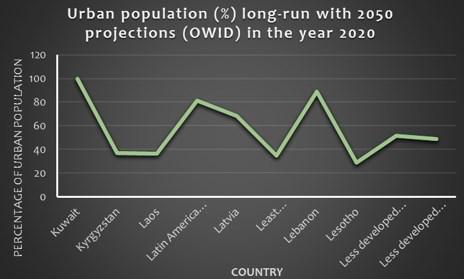 Urban population (%) long-run with 2050
projections (OWID) in the year 2020
PERCENTAGE OF URBAN POPULATION
120
100
80
60
40
20
0
Kuwait
Kyrgyzstan
Laos
Latin America…
Latvia
Least…
Lebanon
Lesotho
Less developed…
Less developed…
COUNTRY